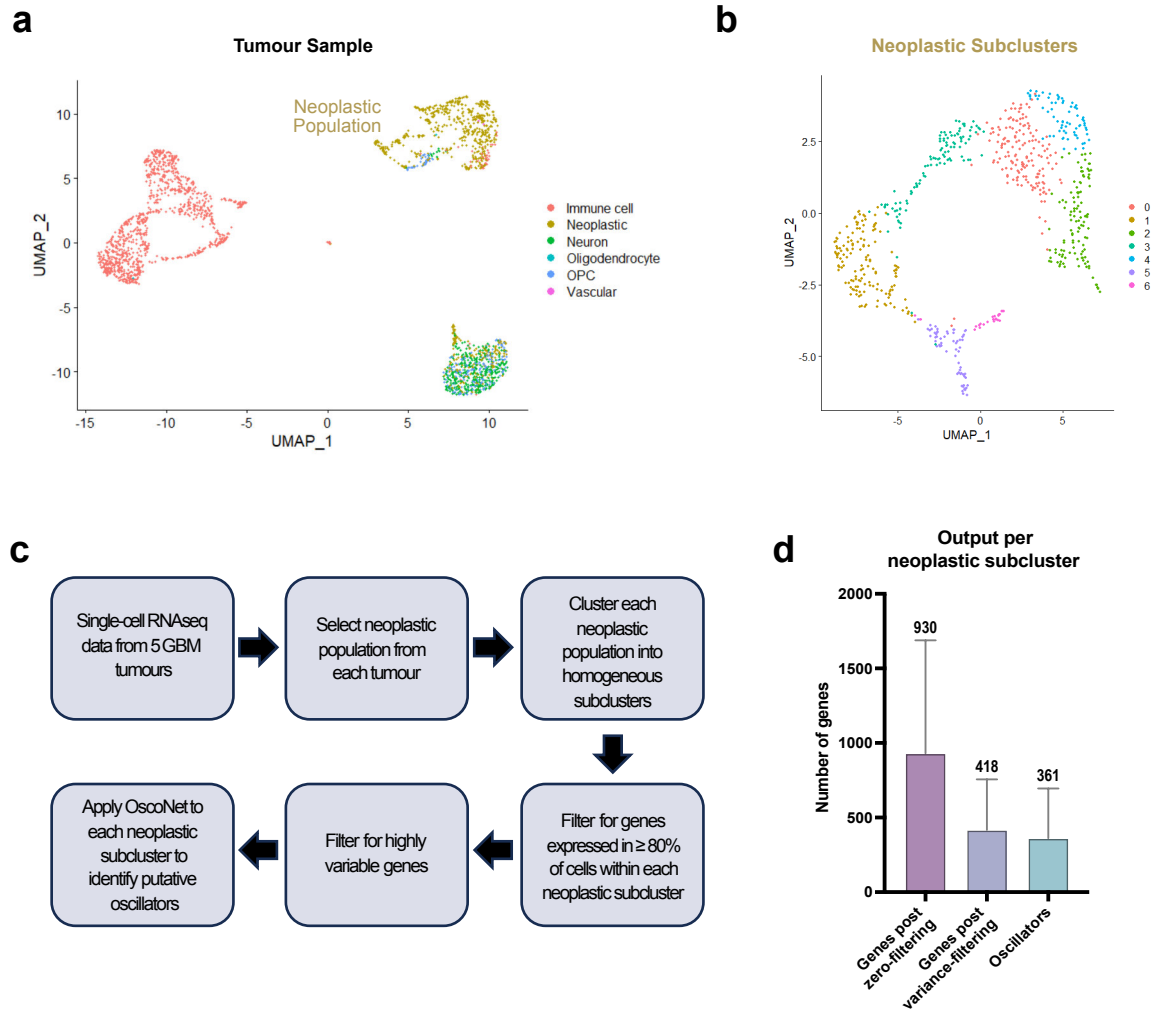 a
Tumour Sample
Neoplastic
Population
10
5
0
-5
-10
UMAP_2
-15
-10
-5
0
5
10
UMAP_1
Immune cell
Neoplastic
Neuron
Oligodendrocyte
OPC
Vascular
b
Neoplastic Subclusters
2.5
0.0
-2.5
-5.0
UMAP_2
-5
0
5
UMAP_1
0
1
2
3
4
5
6
c
Single-cell RNAseq
data from 5 GBM
tumours
Select neoplastic
population from
each tumour
Cluster each
neoplastic
population into
homogeneous
subclusters
Filter for genes
expressed in ≥ 80%
of cells within each
neoplastic subcluster
Filter for highly
variable genes
Apply OscoNet to
each neoplastic
subcluster to
identify putative
oscillators
d
Output per
neoplastic subcluster
Number of genes
2000
1500
1000
500
0
930
418
361
Genes post
zero-filtering
Genes post
variance-filtering
Oscillators